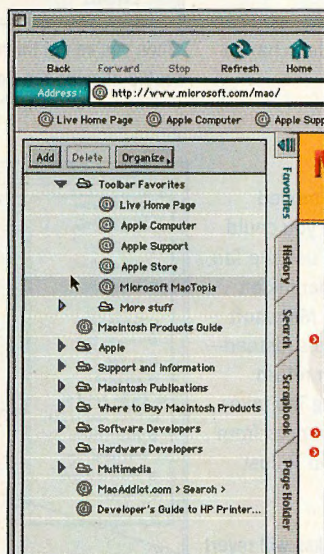 Back Forward Stop Refresh Home
Address: @ http://www.microsoft.com/mac/
@ Live Home Page @ Apple Computer @ Apple Supp
Add Delete Organize
Toolbar Favorites
@ Live Home Page
@ Apple Computer
@ Apple Support
@ Apple Store
@ Microsoft MacTopia
More stuff
@ Macintosh Products Guide
Apple
Support and Information
Macintosh Publications
Where to Buy Macintosh Products
Software Developers
Hardware Developers
Multimedia
@ MacAddict.com > Search >
@ Developer's Guide to HP Printer...
Favorites
History
Search
Scrapbook
Page Holder
M